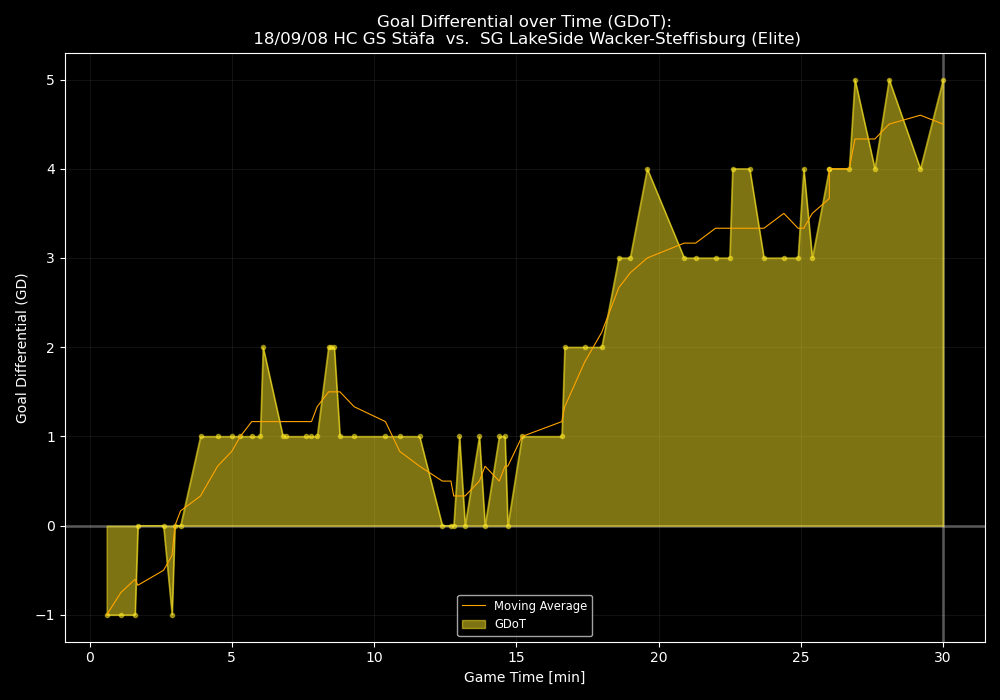 Goal Differential over Time (GDoT):
18/09/08 HC GS Stäfa  vs.  SG LakeSide Wacker-Steffisburg (Elite)
Goal Differential (GD)
5
4
3
2
1
0
−1
Moving Average
GDoT
0 5 10 15 20 25 30
Game Time [min]